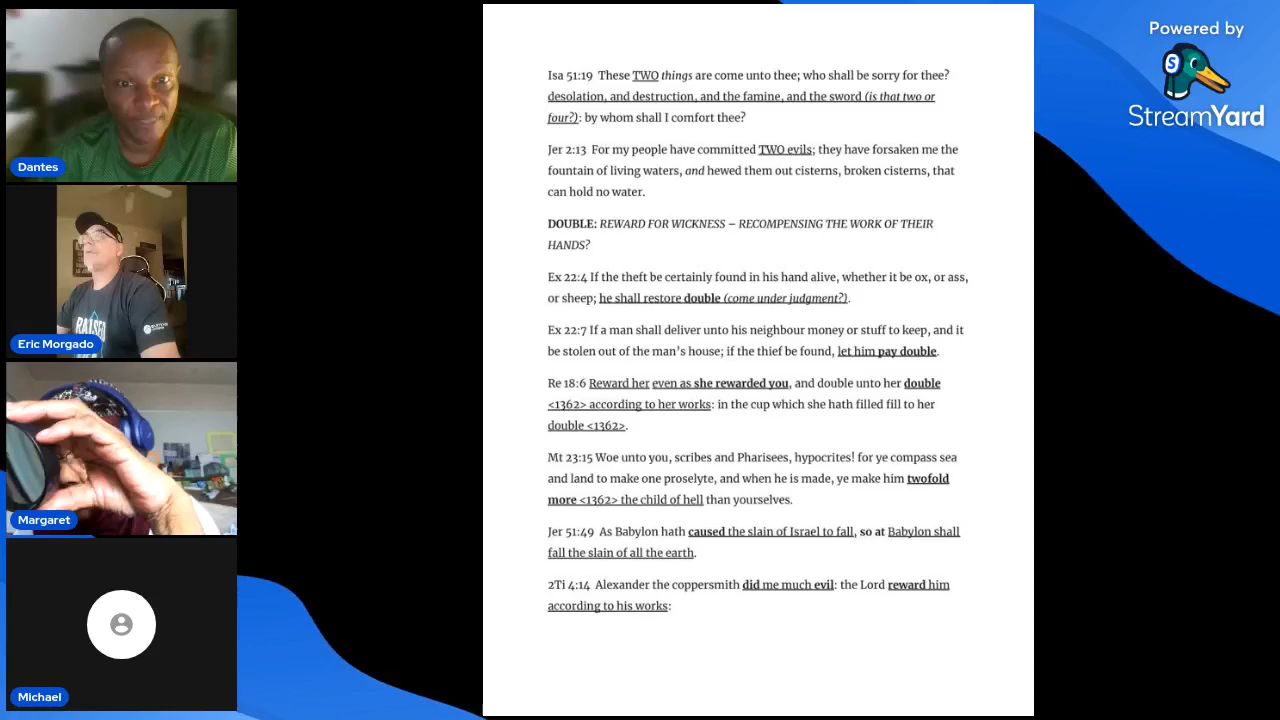 Powered by
S
StreamYard
Dantes
Eric Morgado
RAISED
Margaret
Michael
Isa 51:19 These TWO things are come unto thee; who shall be sorry for thee?
desolation, and destruction, and the famine, and the sword (is that two or
four?): by whom shall I comfort thee?
Jer 2:13 For my people have committed TWO evils; they have forsaken me the
fountain of living waters, and hewed them out cisterns, broken cisterns, that
can hold no water.
DOUBLE: REWARD FOR WICKNESS – RECOMPENSING THE WORK OF THEIR
HANDS?
Ex 22:4 If the theft be certainly found in his hand alive, whether it be ox, or ass,
or sheep; he shall restore double (come under judgment?).
Ex 22:7 If a man shall deliver unto his neighbour money or stuff to keep, and it
be stolen out of the man's house; if the thief be found, let him pay double.
Re 18:6 Reward her even as she rewarded you, and double unto her double
<1362> according to her works: in the cup which she hath filled fill to her
double <1362>.
Mt 23:15 Woe unto you, scribes and Pharisees, hypocrites! for ye compass sea
and land to make one proselyte, and when he is made, ye make him twofold
more <1362> the child of hell than yourselves.
Jer 51:49 As Babylon hath caused the slain of Israel to fall, so at Babylon shall
fall the slain of all the earth.
2Ti 4:14 Alexander the coppersmith did me much evil: the Lord reward him
according to his works: